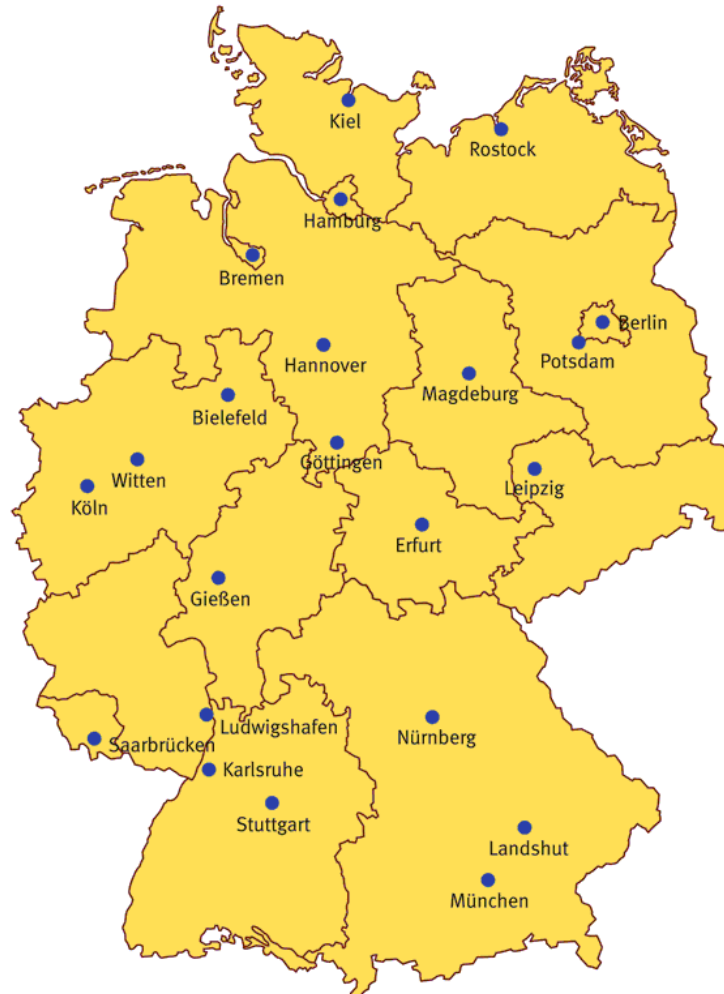 Kiel
Rostock
Hamburg
Bremen
Berlin
Hannover
Potsdam
Magdeburg
Bielefeld
Göttingen
Witten
Leipzig
Köln
Erfurt
Gießen
Ludwigshafen
Nürnberg
Saarbrücken
Karlsruhe
Stuttgart
Landshut
München